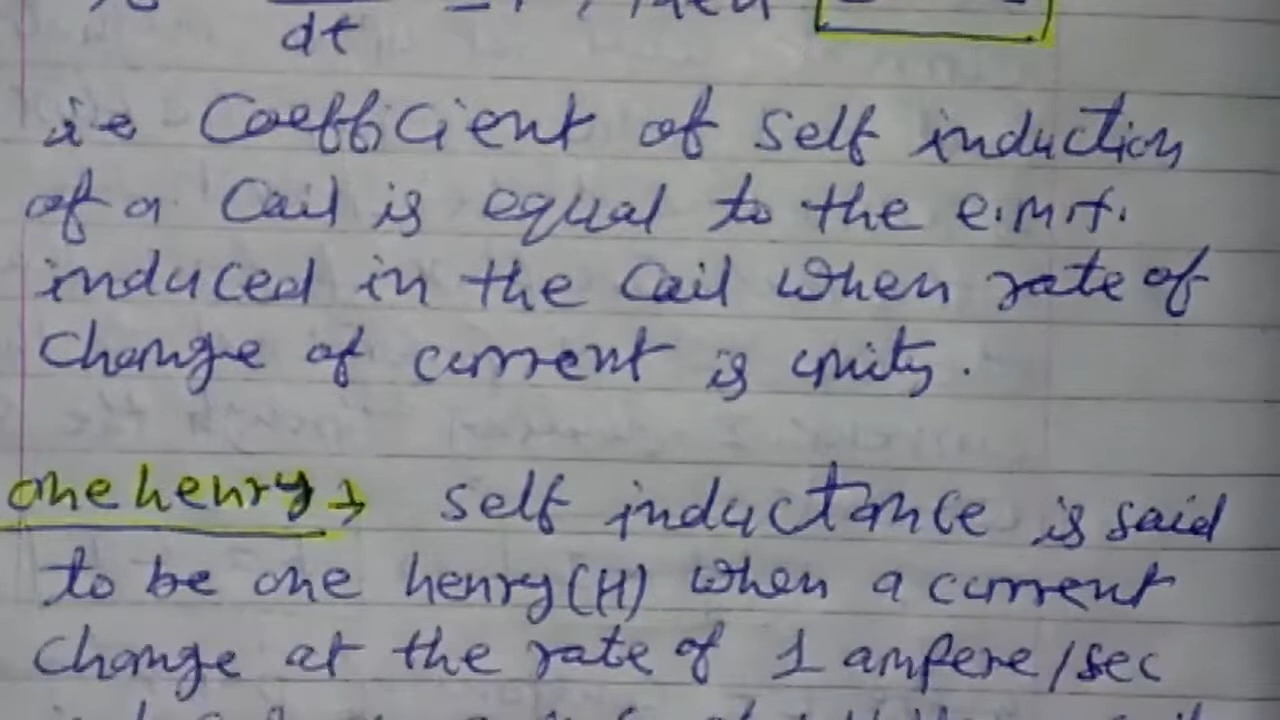 dt
i.e Coefficient of self induction
of a Coil is equal to the e.m.f.
induced in the Coil when rate of
Change of current is unity.
one henry → self inductance is said
to be one henry (H) when a current
Change at the rate of 1 ampere/sec